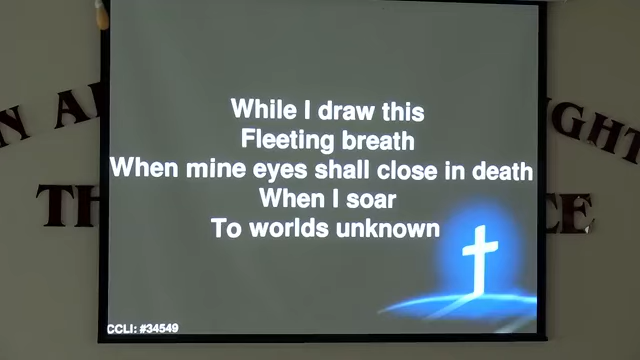 While I draw this
Fleeting breath
When mine eyes shall close in death
When I soar
To worlds unknown
CCLI: #34549